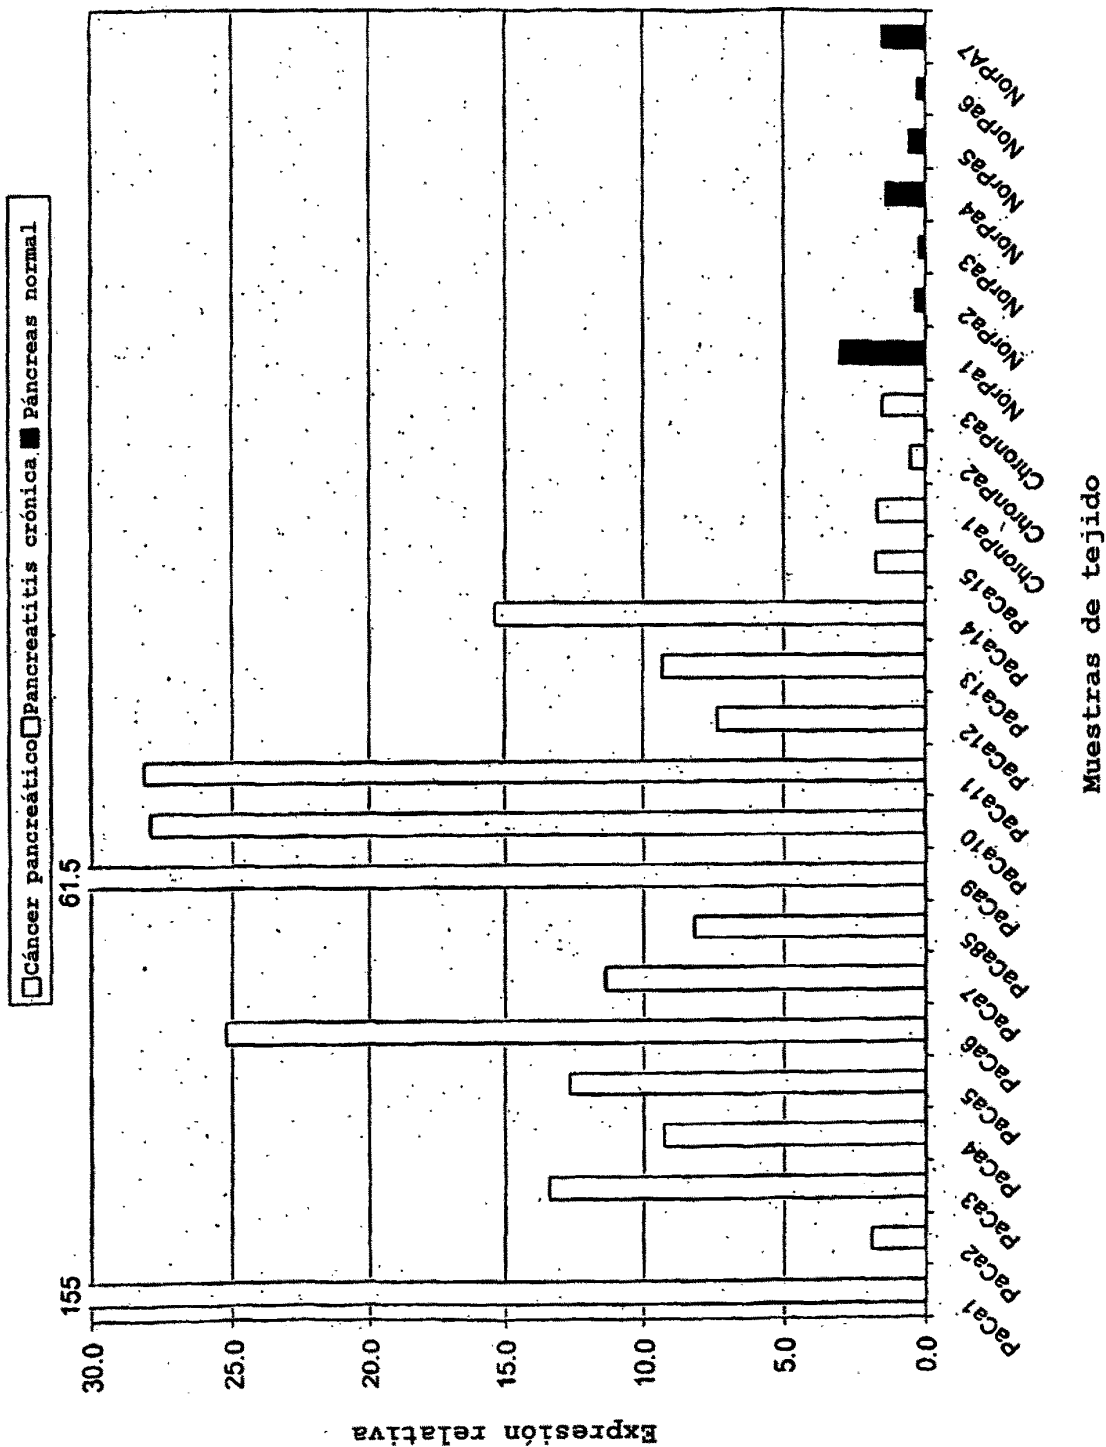 Cáncer pancreático Pancreatitis crónica Páncreas normal
155
61.5
30.0
25.0
20.0
15.0
10.0
5.0
0.0
Expresión relativa
PaCa1
PaCa2
PaCa3
PaCa4
PaCa5
PaCa6
PaCa7
PaCa85
PaCa9
PaCa10
PaCa11
PaCa12
PaCa13
PaCa14
PaCa15
ChronPa1
ChronPa2
ChronPa3
NorPa1
NorPa2
NorPa3
NorPa4
NorPa5
NorPa6
NorPA7
Muestras de tejido